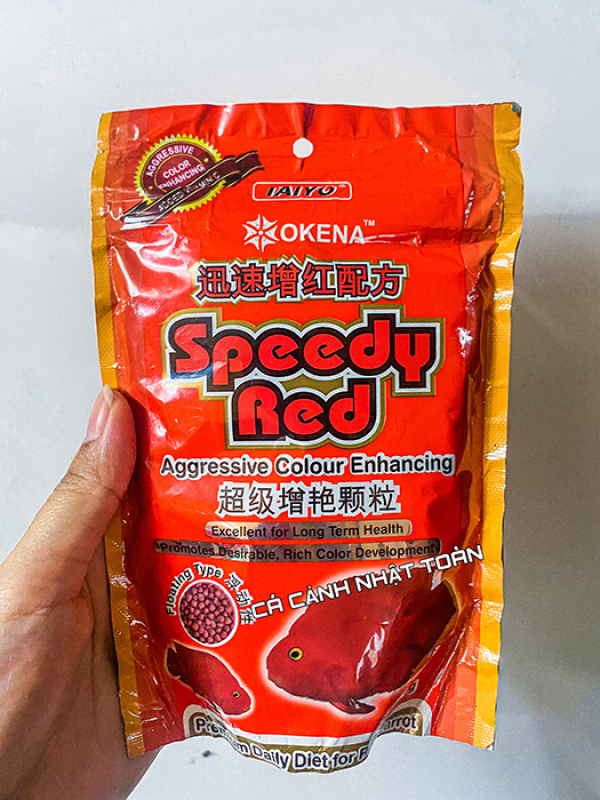 AGGRESSIVE
COLOR
ENHANCING
ADDED VITAMIN C
TAIYO®
OKENA™
迅速增红配方
Speedy
Red
Aggressive Colour Enhancing
超级增艳颗粒
Excellent for Long Term Health
Promotes Desirable, Rich Color Development
Floating Type
CÁ CẢNH NHẬT TOÀN
Daily Diet for